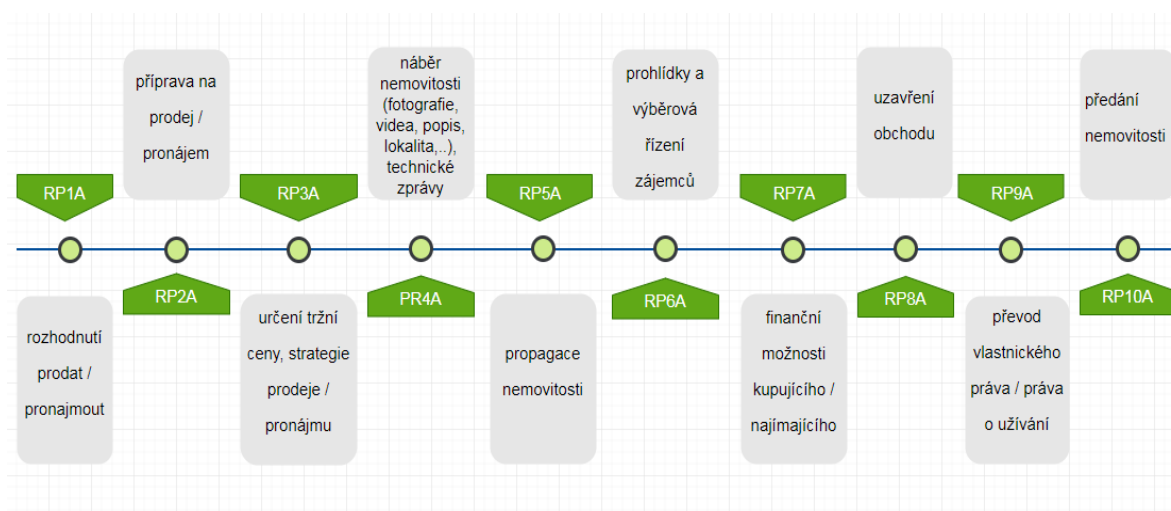 příprava na
prodej /
pronájem
náběr
nemovitosti
(fotografie,
videa, popis,
lokalita,..),
technické
zprávy
prohlídky a
výběrová
řízení
zájemců
uzavření
obchodu
předání
nemovitosti
RP1A
RP3A
RP5A
RP7A
RP9A
RP2A
PR4A
RP6A
RP8A
RP10A
rozhodnutí
prodat /
pronajmout
určení tržní
ceny, strategie
prodeje /
pronájmu
propagace
nemovitosti
finanční
možnosti
kupujícího /
najímajícího
převod
vlastnického
práva / práva
o užívání